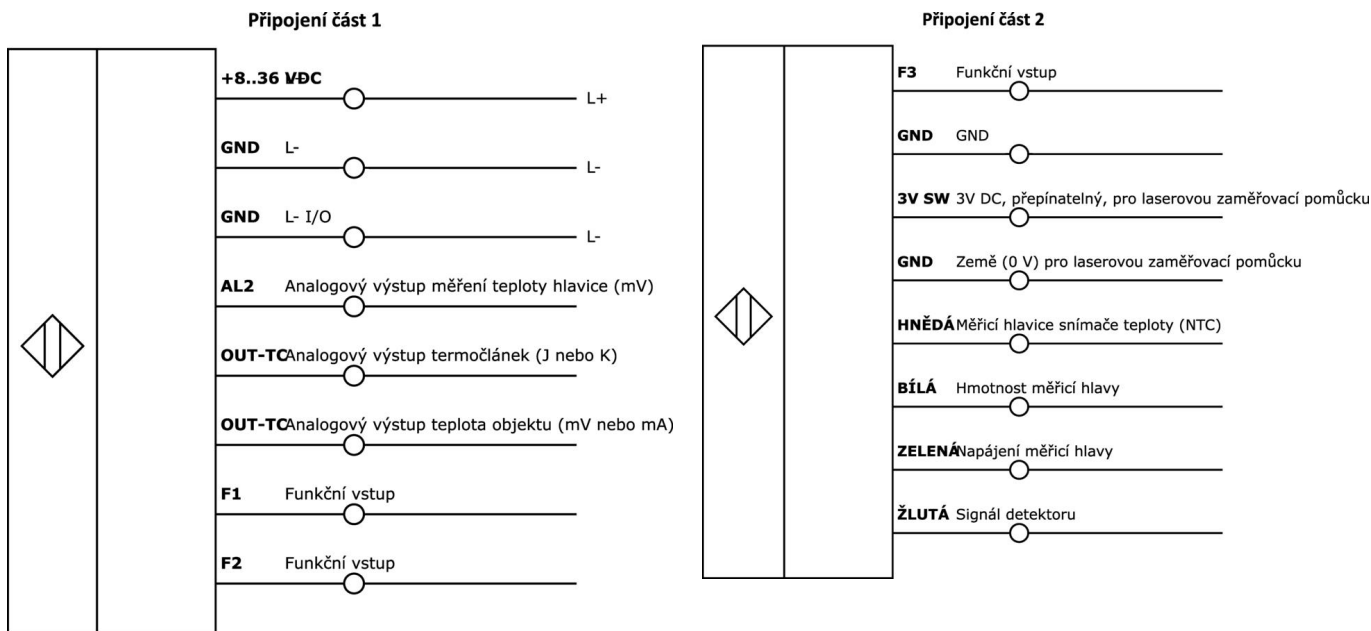 Připojení část 1
+8..36 VDC
L+
GND L-
L-
GND L- I/O
L-
AL2 Analogový výstup měření teploty hlavice (mV)
OUT-TC Analogový výstup termočlánek (J nebo K)
OUT-TC Analogový výstup teplota objektu (mV nebo mA)
F1 Funkční vstup
F2 Funkční vstup
Připojení část 2
F3 Funkční vstup
GND GND
3V SW 3V DC, přepínatelný, pro laserovou zaměřovací pomůcku
GND Země (0 V) pro laserovou zaměřovací pomůcku
HNĚDÁ Měřicí hlavice snímače teploty (NTC)
BÍLÁ Hmotnost měřicí hlavy
ZELENÁ Napájení měřicí hlavy
ŽLUTÁ Signál detektoru